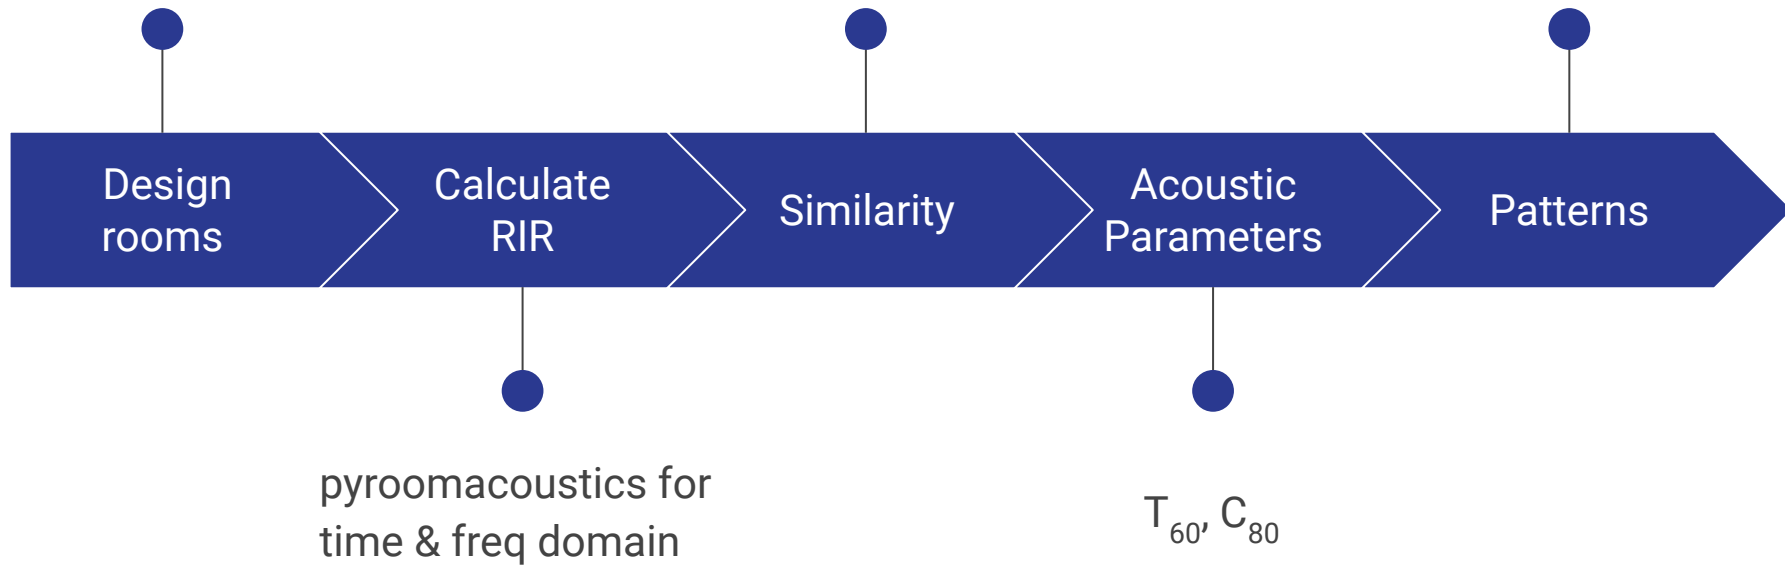 Design
rooms
Calculate
RIR
Similarity
Acoustic
Parameters
Patterns
pyroomacoustics for
time & freq domain
T₆₀, C₈₀